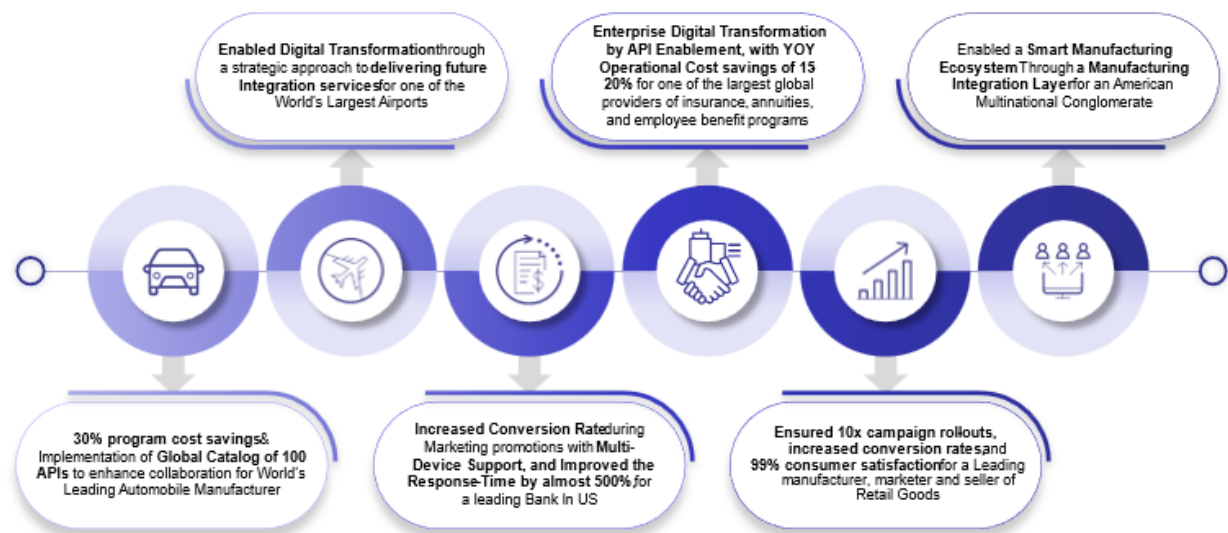 Enabled Digital Transformationthrough
a strategic approach to delivering future
Integration servicesfor one of the
World's Largest Airports
Enterprise Digital Transformation
by API Enablement, with YOY
Operational Cost savings of 15
20% for one of the largest global
providers of insurance, annuities,
and employee benefit programs
Enabled a Smart Manufacturing
EcosystemThrough a Manufacturing
Integration Layerfor an American
Multinational Conglomerate
$
30% program cost savings&
Implementation of Global Catalog of 100
APIs to enhance collaboration for World's
Leading Automobile Manufacturer
Increased Conversion Rateduring
Marketing promotions with Multi-
Device Support, and Improved the
Response-Time by almost 500%,for
a leading Bank In US
Ensured 10x campaign rollouts,
increased conversion rates,and
99% consumer satisfactionfor a Leading
manufacturer, marketer and seller of
Retail Goods